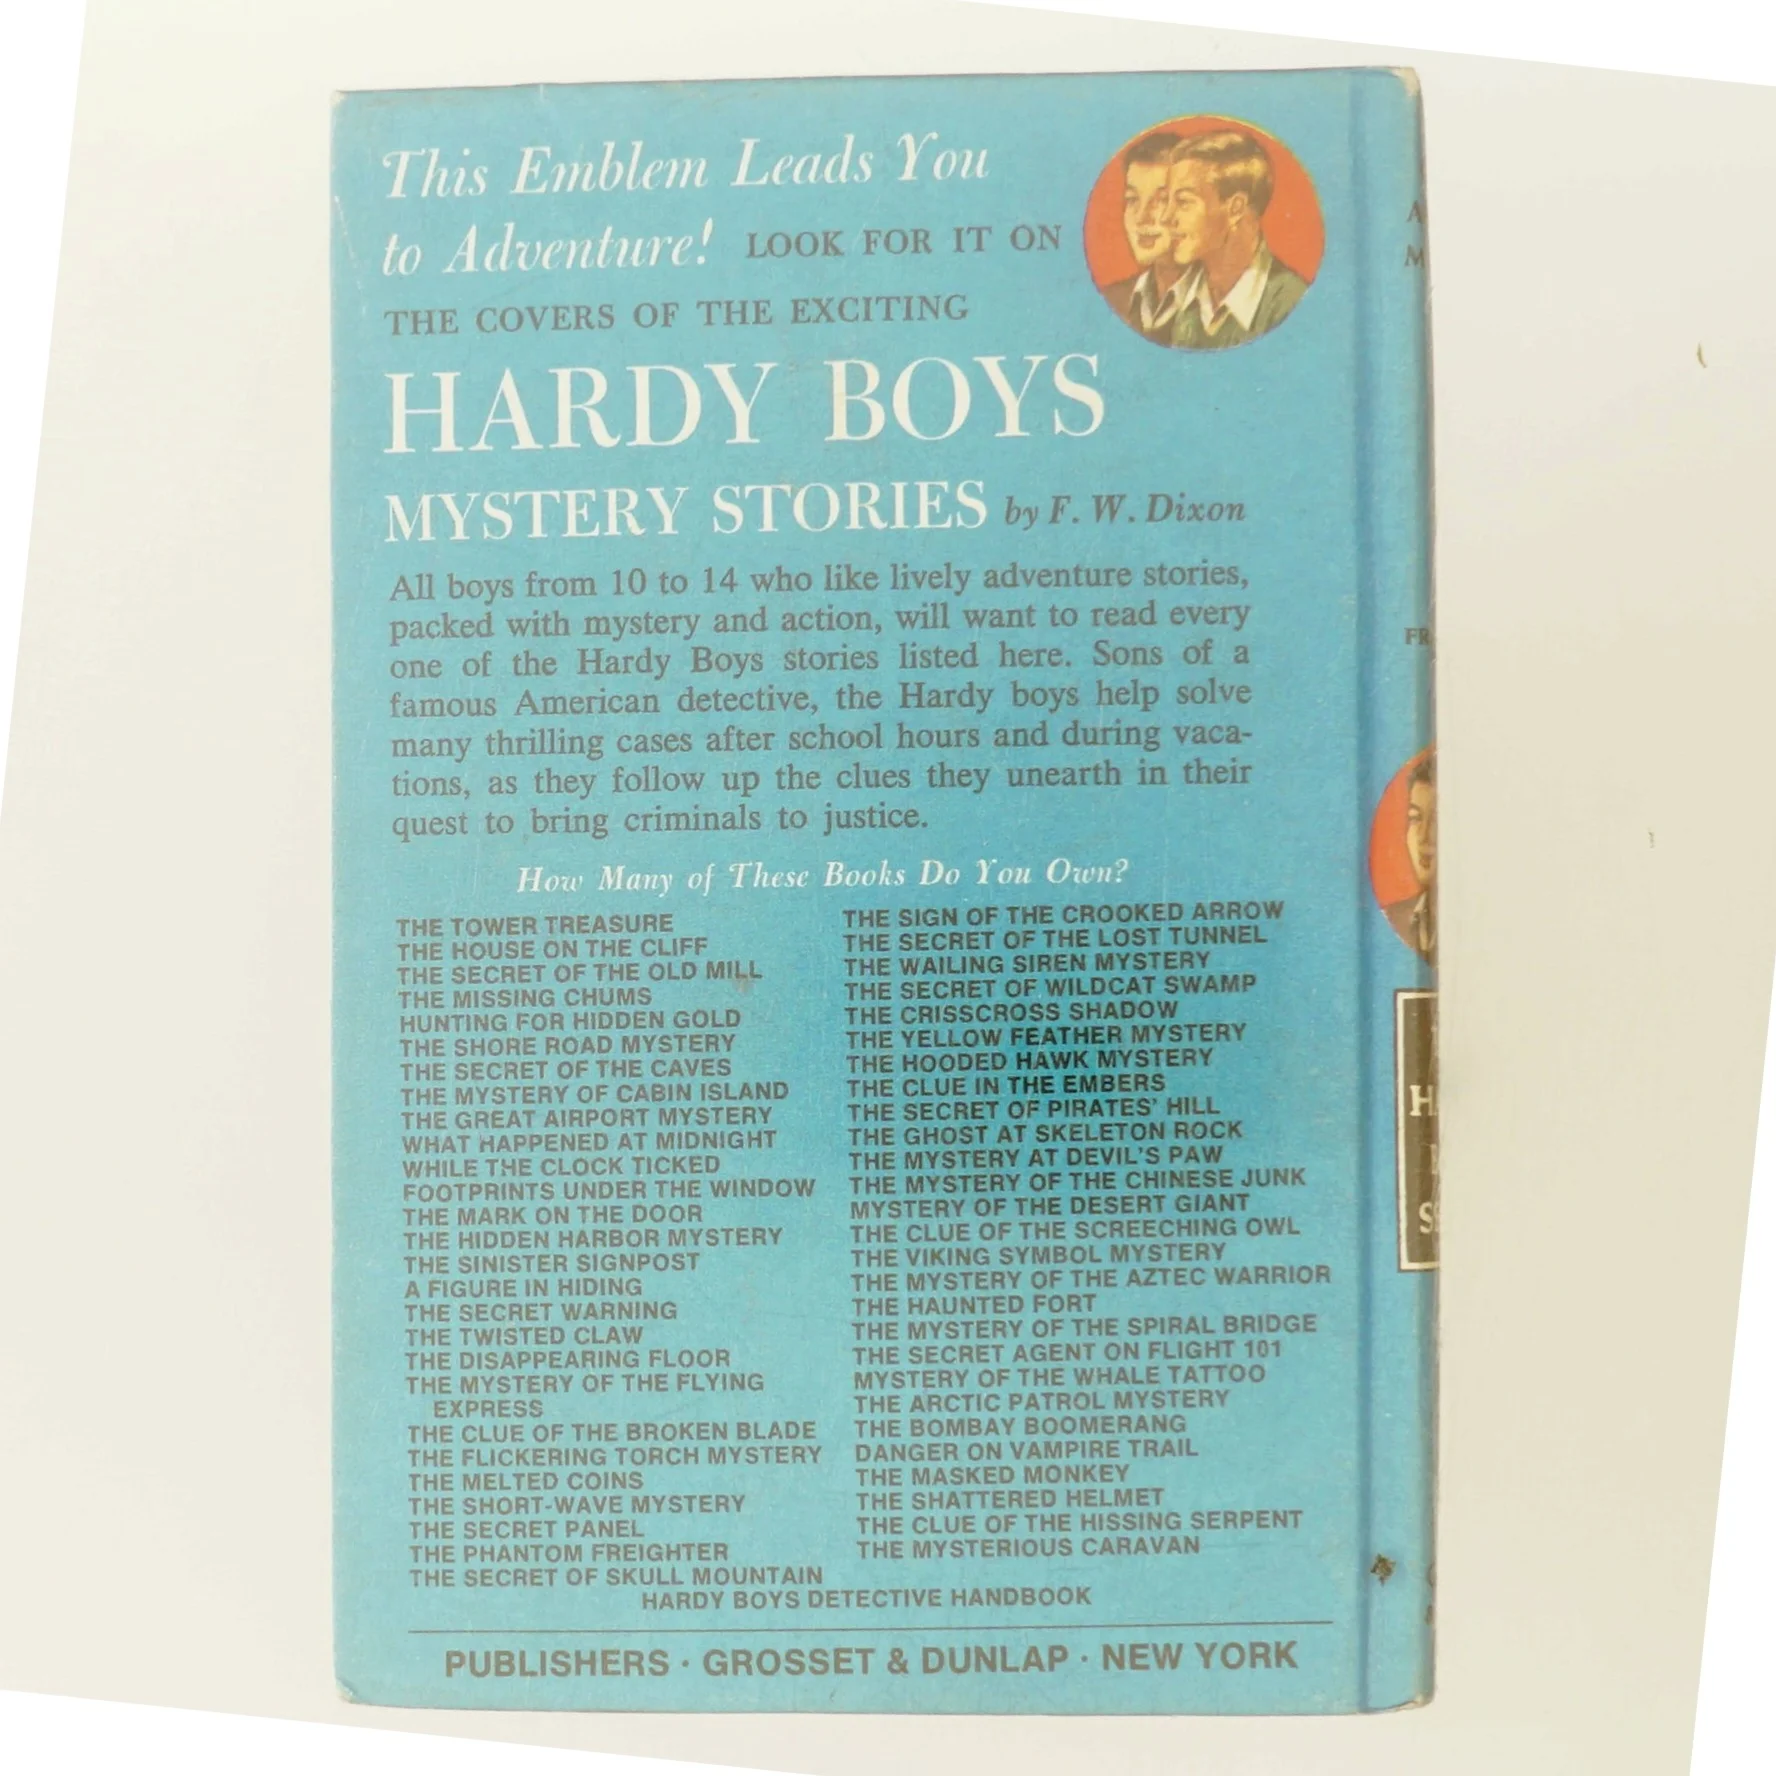 This Emblem Leads You
to Adventure! LOOK FOR IT ON
THE COVERS OF THE EXCITING
HARDY BOYS
MYSTERY STORIES by F. W. Dixon
All boys from 10 to 14 who like lively adventure stories,
packed with mystery and action, will want to read every
one of the Hardy Boys stories listed here. Sons of a
famous American detective, the Hardy boys help solve
many thrilling cases after school hours and during vaca-
tions, as they follow up the clues they unearth in their
quest to bring criminals to justice.
How Many of These Books Do You Own?
THE TOWER TREASURE
THE HOUSE ON THE CLIFF
THE SECRET OF THE OLD MILL
THE MISSING CHUMS
HUNTING FOR HIDDEN GOLD
THE SHORE ROAD MYSTERY
THE SECRET OF THE CAVES
THE MYSTERY OF CABIN ISLAND
THE GREAT AIRPORT MYSTERY
WHAT HAPPENED AT MIDNIGHT
WHILE THE CLOCK TICKED
FOOTPRINTS UNDER THE WINDOW
THE MARK ON THE DOOR
THE HIDDEN HARBOR MYSTERY
THE SINISTER SIGNPOST
A FIGURE IN HIDING
THE SECRET WARNING
THE TWISTED CLAW
THE DISAPPEARING FLOOR
THE MYSTERY OF THE FLYING
EXPRESS
THE CLUE OF THE BROKEN BLADE
THE FLICKERING TORCH MYSTERY
THE MELTED COINS
THE SHORT-WAVE MYSTERY
THE SECRET PANEL
THE PHANTOM FREIGHTER
THE SECRET OF SKULL MOUNTAIN
THE SIGN OF THE CROOKED ARROW
THE SECRET OF THE LOST TUNNEL
THE WAILING SIREN MYSTERY
THE SECRET OF WILDCAT SWAMP
THE CRISSCROSS SHADOW
THE YELLOW FEATHER MYSTERY
THE HOODED HAWK MYSTERY
THE CLUE IN THE EMBERS
THE SECRET OF PIRATES' HILL
THE GHOST AT SKELETON ROCK
THE MYSTERY AT DEVIL'S PAW
THE MYSTERY OF THE CHINESE JUNK
MYSTERY OF THE DESERT GIANT
THE CLUE OF THE SCREECHING OWL
THE VIKING SYMBOL MYSTERY
THE MYSTERY OF THE AZTEC WARRIOR
THE HAUNTED FORT
THE MYSTERY OF THE SPIRAL BRIDGE
THE SECRET AGENT ON FLIGHT 101
MYSTERY OF THE WHALE TATTOO
THE ARCTIC PATROL MYSTERY
THE BOMBAY BOOMERANG
DANGER ON VAMPIRE TRAIL
THE MASKED MONKEY
THE SHATTERED HELMET
THE CLUE OF THE HISSING SERPENT
THE MYSTERIOUS CARAVAN
HARDY BOYS DETECTIVE HANDBOOK
PUBLISHERS · GROSSET & DUNLAP · NEW YORK